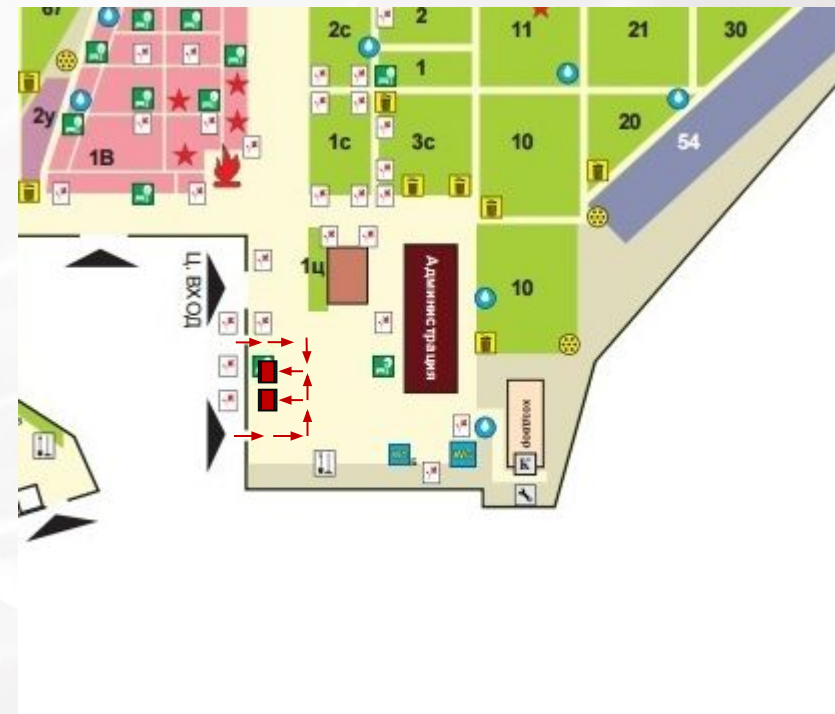 67
2с
2
11
21
30
1
2у
1В
1с
3с
10
20
54
1ц
Ц. ВХОД
Администрация
10
хоздвор
К